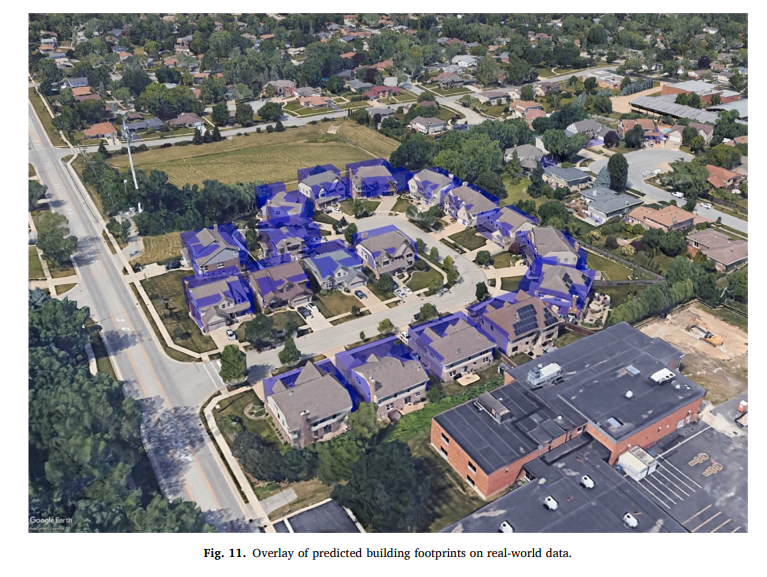 Google Earth
Fig. 11. Overlay of predicted building footprints on real-world data.